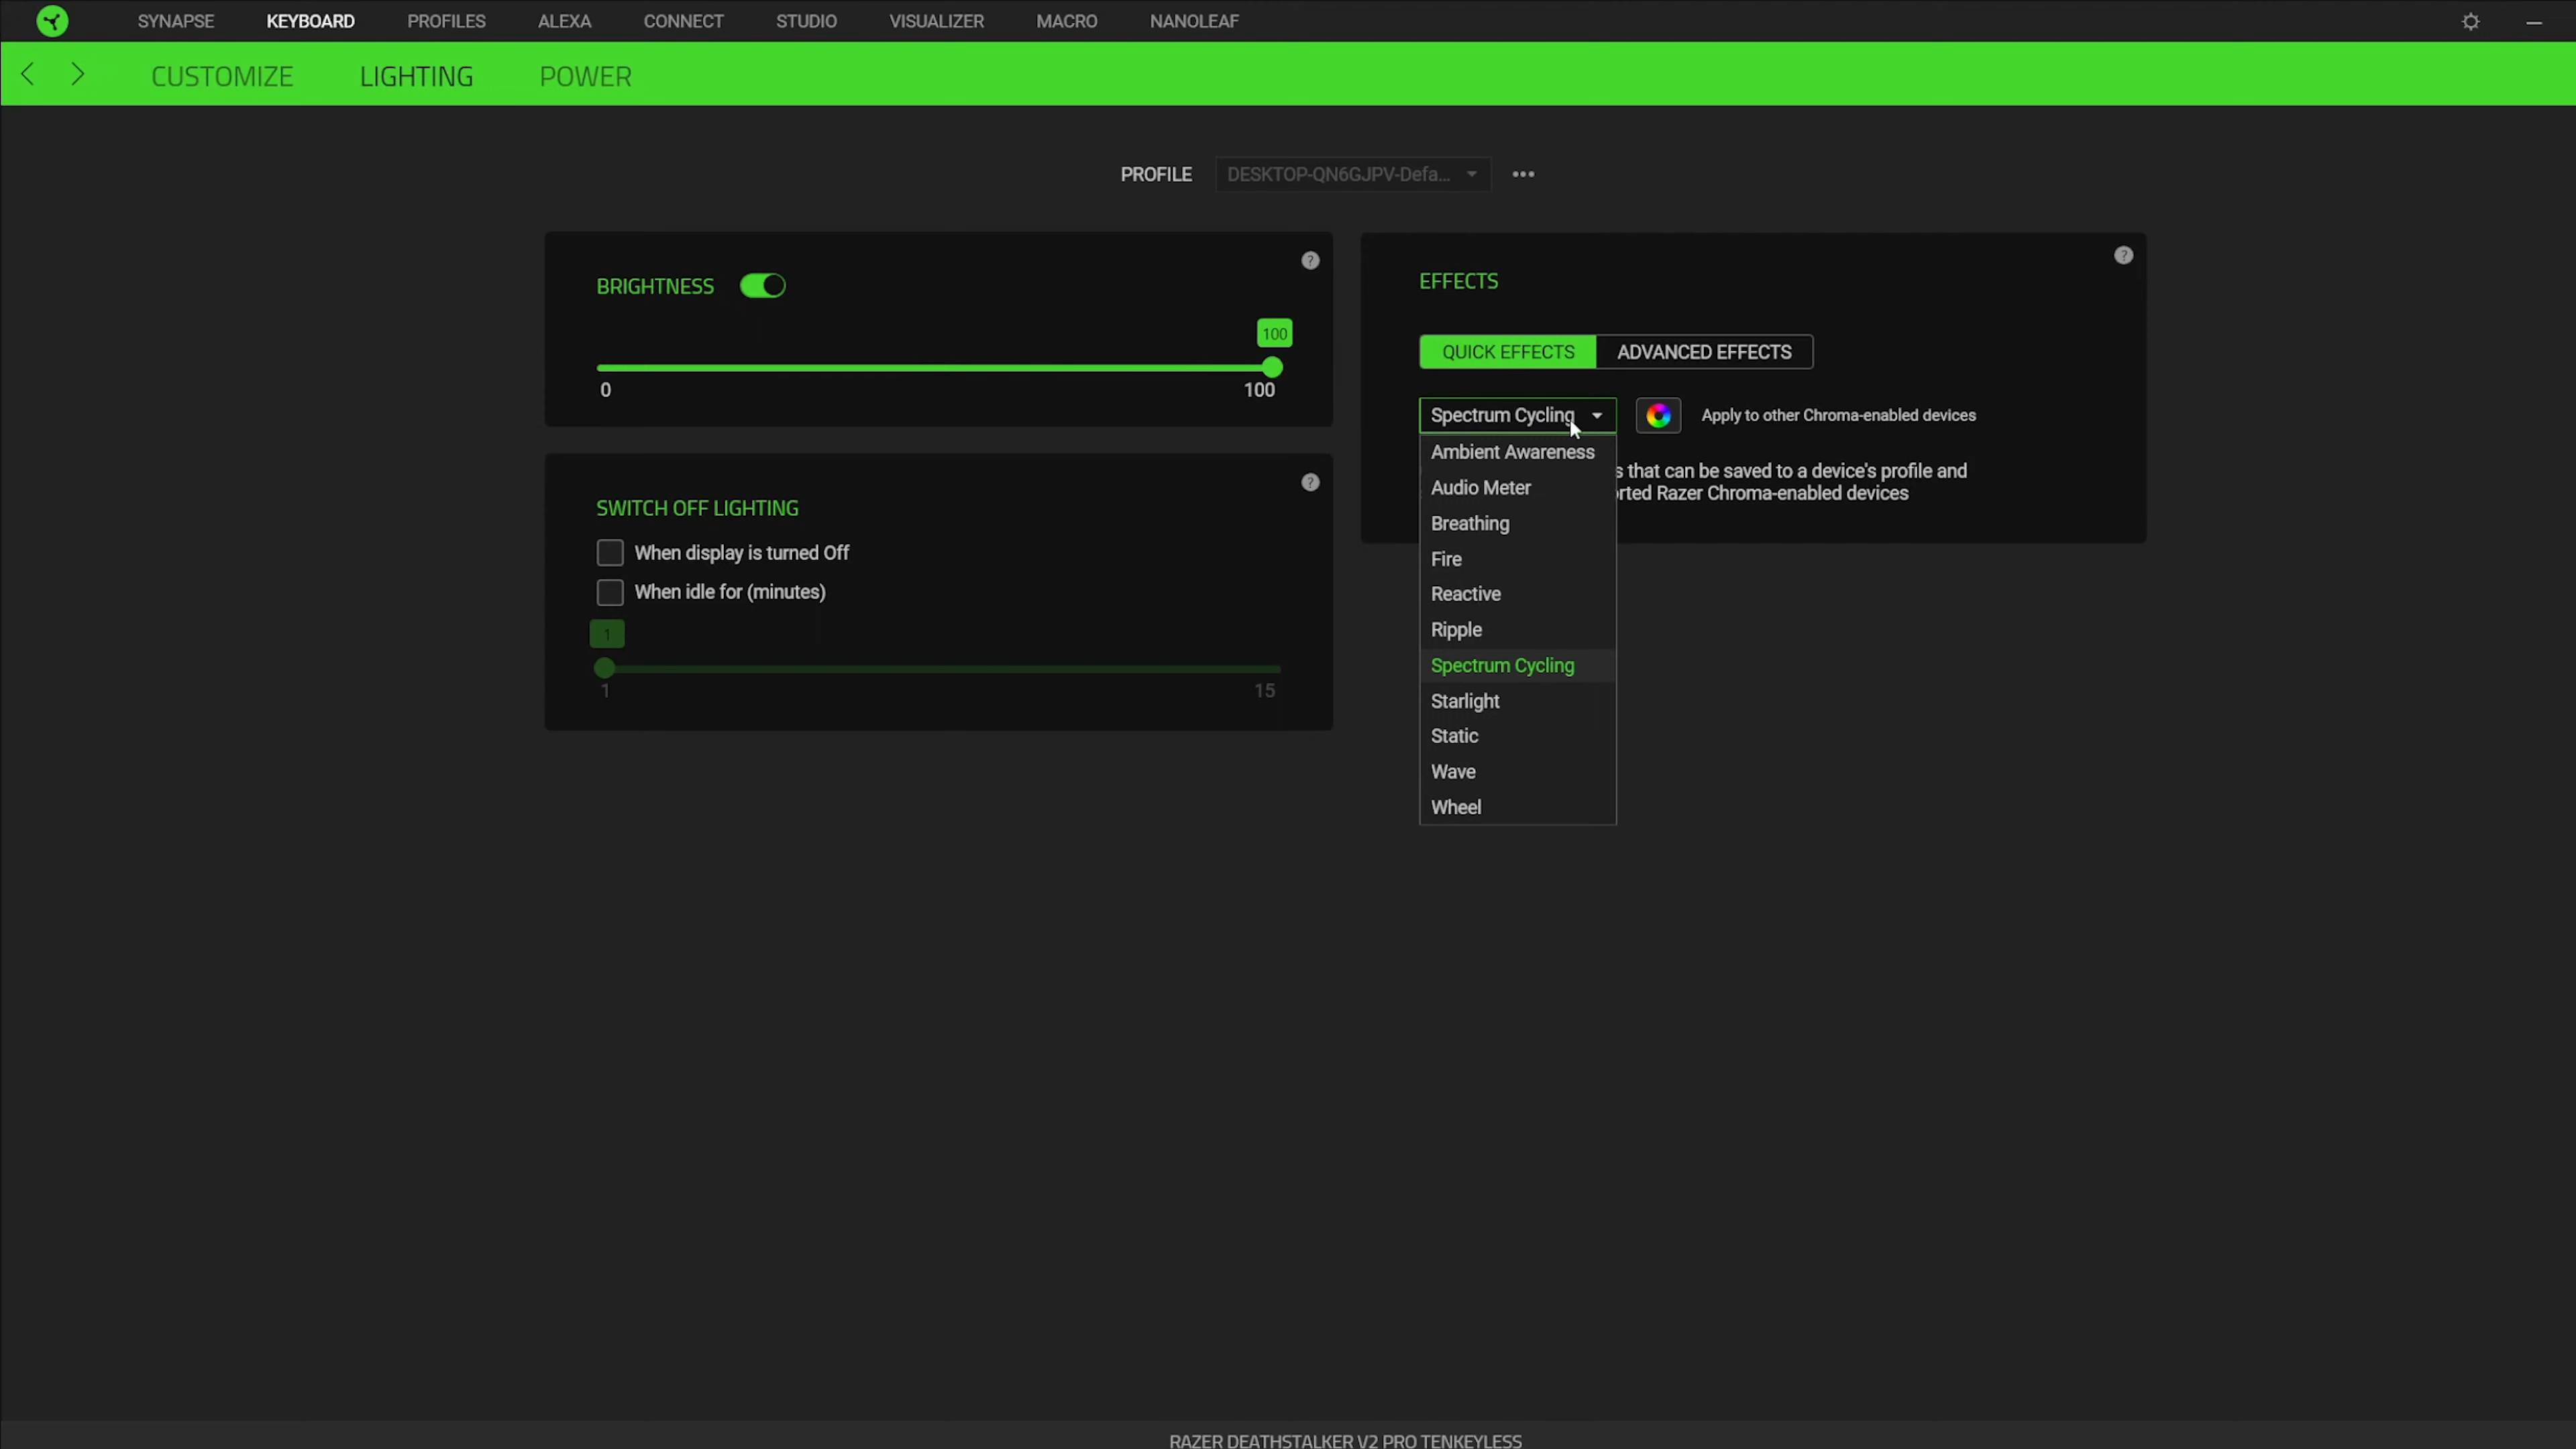 SYNAPSE KEYBOARD PROFILES ALEXA CONNECT STUDIO VISUALIZER MACRO NANOLEAF
CUSTOMIZE LIGHTING POWER
PROFILE DESKTOP-QN6GJPV-Defa...
BRIGHTNESS
100
0 100
SWITCH OFF LIGHTING
When display is turned Off
When idle for (minutes)
1
1 15
EFFECTS
QUICK EFFECTS ADVANCED EFFECTS
Spectrum Cycling Apply to other Chroma-enabled devices
s that can be saved to a device's profile and
rted Razer Chroma-enabled devices
Ambient Awareness
Audio Meter
Breathing
Fire
Reactive
Ripple
Spectrum Cycling
Starlight
Static
Wave
Wheel
RAZER DEATHSTALKER V2 PRO TENKEYLESS